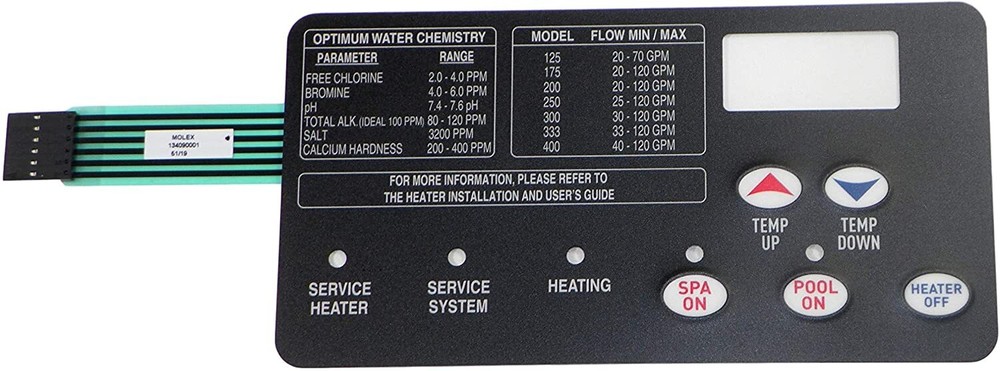 OPTIMUM WATER CHEMISTRY
PARAMETER RANGE
FREE CHLORINE 2.0 - 4.0 PPM
BROMINE 4.0 - 6.0 PPM
pH 7.4 - 7.6 pH
TOTAL ALK.(IDEAL 100 PPM) 80 - 120 PPM
SALT 3200 PPM
CALCIUM HARDNESS 200 - 400 PPM
MODEL FLOW MIN / MAX
125 20 - 70 GPM
175 20 - 120 GPM
200 20 - 120 GPM
250 25 - 120 GPM
300 30 - 120 GPM
333 33 - 120 GPM
400 40 - 120 GPM
MOLEX
134090001
51/19
FOR MORE INFORMATION, PLEASE REFER TO
THE HEATER INSTALLATION AND USER'S GUIDE
TEMP
UP
TEMP
DOWN
SERVICE
HEATER
SERVICE
SYSTEM
HEATING
SPA
ON
POOL
ON
HEATER
OFF